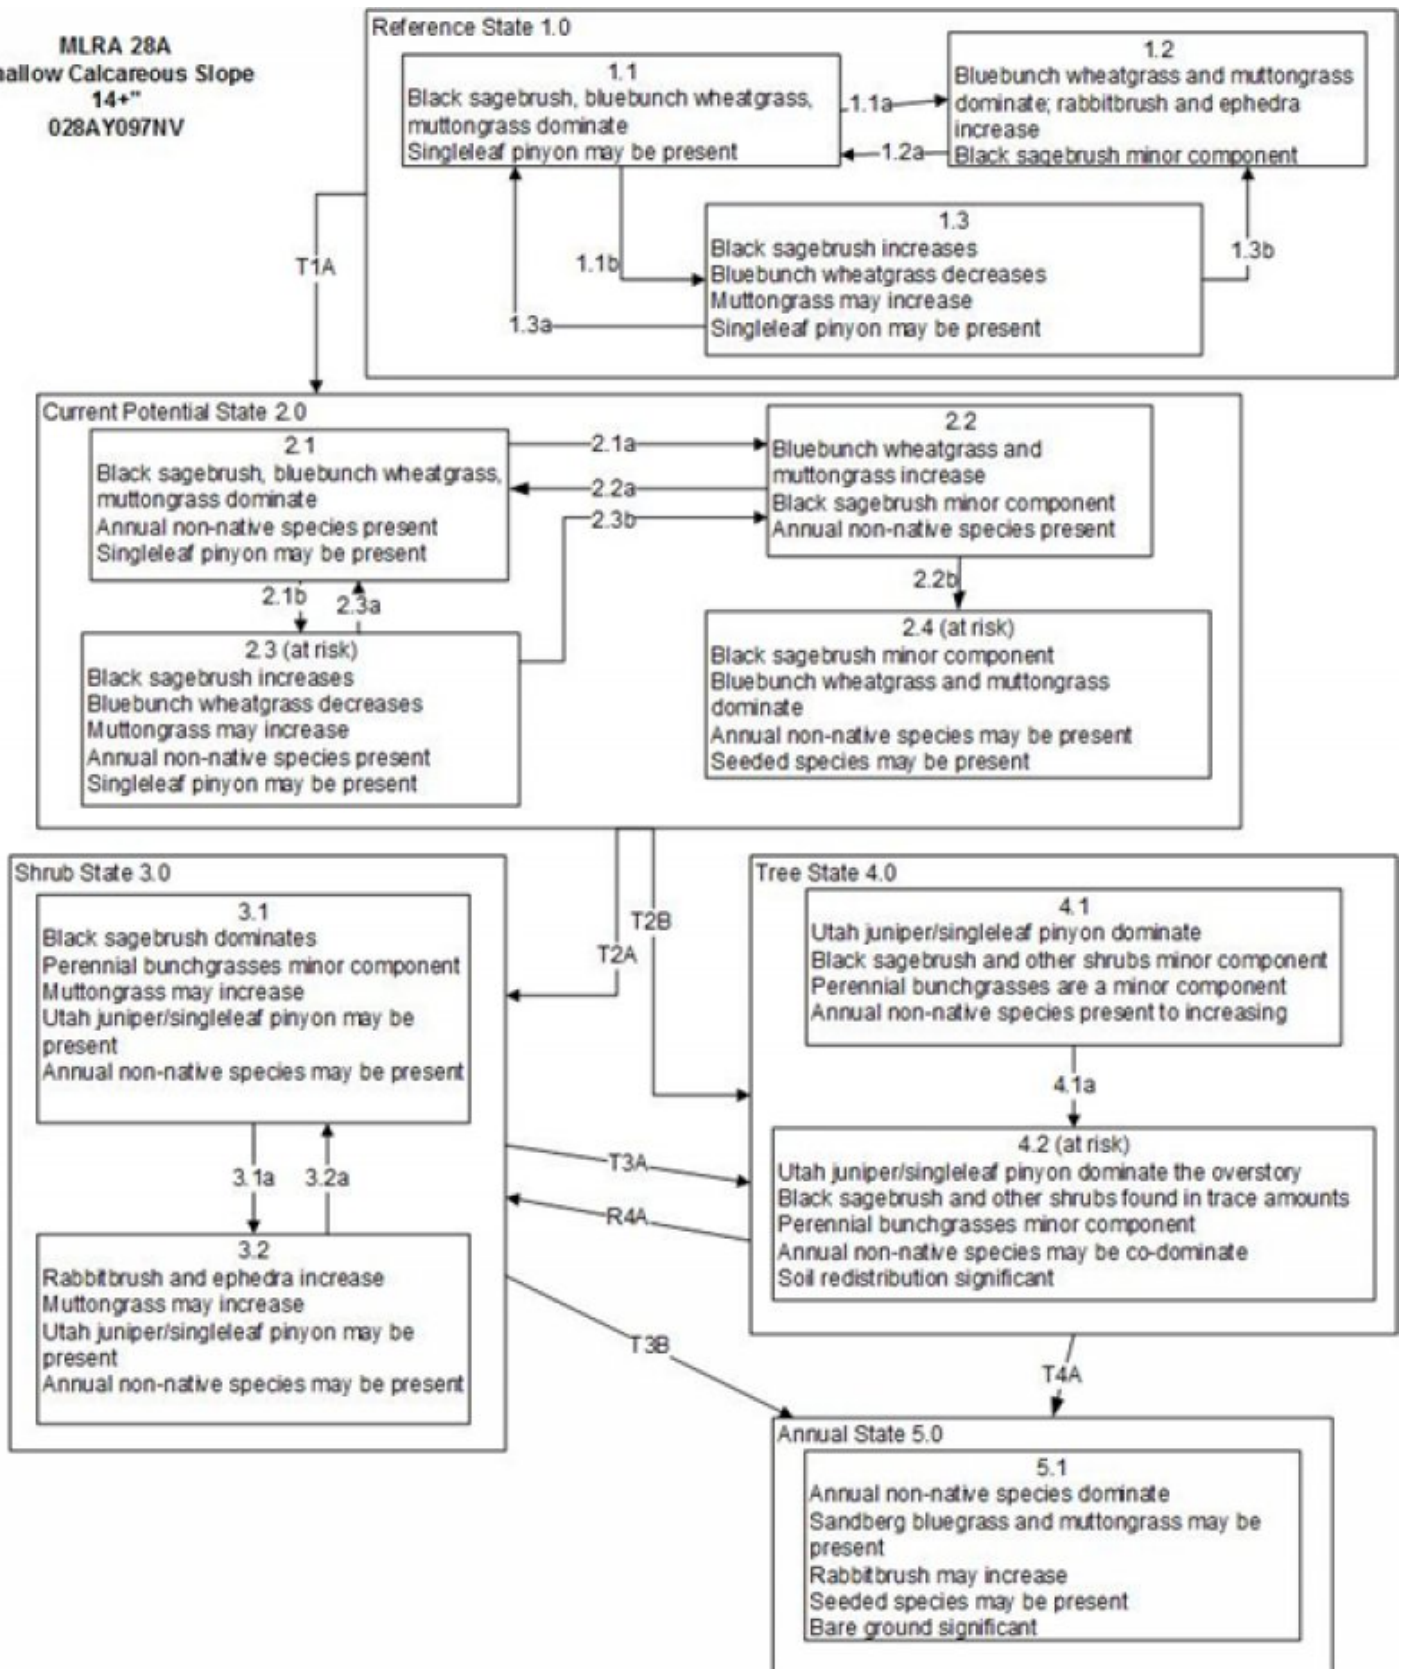 MLRA 28A
hallow Calcareous Slope
14+"
028AY097NV
Reference State 1.0
1.1
Black sagebrush, bluebunch wheatgrass,
muttongrass dominate
Singleleaf pinyon may be present
1.1a
1.2a
1.2
Bluebunch wheatgrass and muttongrass
dominate; rabbitbrush and ephedra
increase
Black sagebrush minor component
1.3
Black sagebrush increases
Bluebunch wheatgrass decreases
Muttongrass may increase
Singleleaf pinyon may be present
1.1b
1.3a
1.3b
T1A
Current Potential State 2.0
2.1
Black sagebrush, bluebunch wheatgrass,
muttongrass dominate
Annual non-native species present
Singleleaf pinyon may be present
2.1a
2.2a
2.3b
2.2
Bluebunch wheatgrass and
muttongrass increase
Black sagebrush minor component
Annual non-native species present
2.1b
2.3a
2.2b
2.3 (at risk)
Black sagebrush increases
Bluebunch wheatgrass decreases
Muttongrass may increase
Annual non-native species present
Singleleaf pinyon may be present
2.4 (at risk)
Black sagebrush minor component
Bluebunch wheatgrass and muttongrass
dominate
Annual non-native species may be present
Seeded species may be present
T2A
T2B
Shrub State 3.0
3.1
Black sagebrush dominates
Perennial bunchgrasses minor component
Muttongrass may increase
Utah juniper/singleleaf pinyon may be
present
Annual non-native species may be present
3.1a
3.2a
3.2
Rabbitbrush and ephedra increase
Muttongrass may increase
Utah juniper/singleleaf pinyon may be
present
Annual non-native species may be present
T3A
R4A
T3B
Tree State 4.0
4.1
Utah juniper/singleleaf pinyon dominate
Black sagebrush and other shrubs minor component
Perennial bunchgrasses are a minor component
Annual non-native species present to increasing
4.1a
4.2 (at risk)
Utah juniper/singleleaf pinyon dominate the overstory
Black sagebrush and other shrubs found in trace amounts
Perennial bunchgrasses minor component
Annual non-native species may be co-dominate
Soil redistribution significant
T4A
Annual State 5.0
5.1
Annual non-native species dominate
Sandberg bluegrass and muttongrass may be
present
Rabbitbrush may increase
Seeded species may be present
Bare ground significant